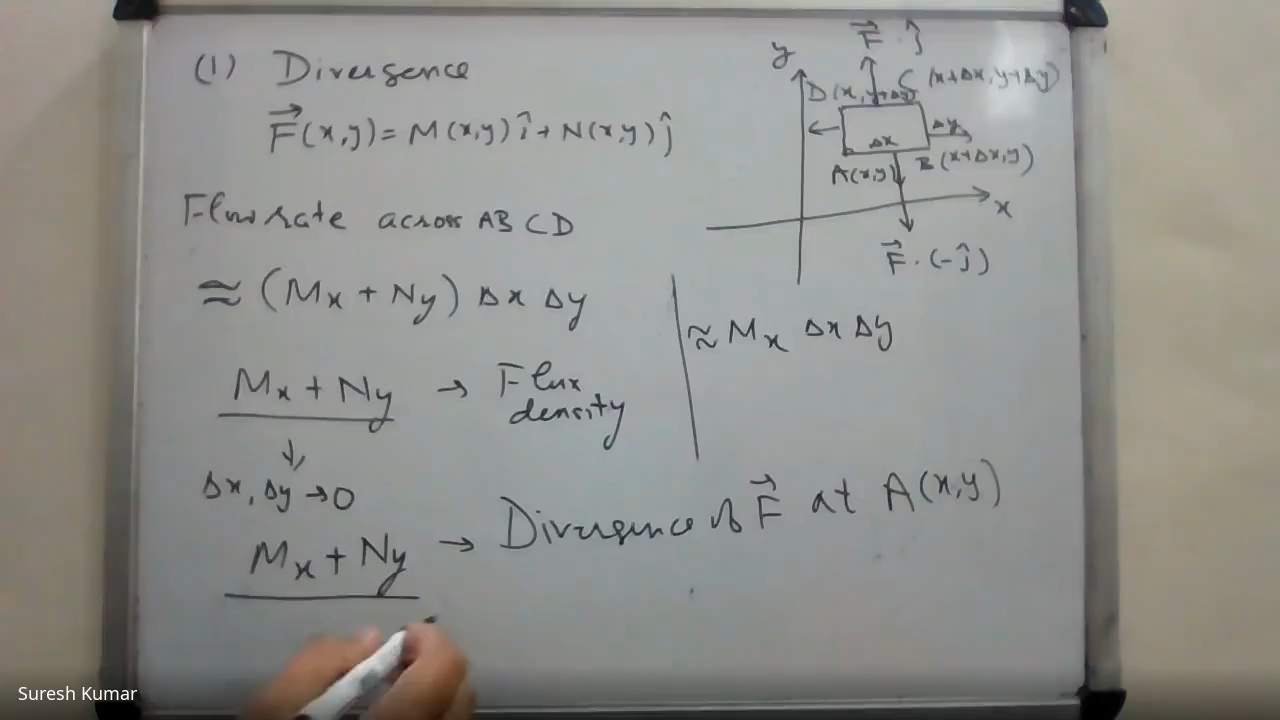 (1) Divergence
F⃗(x,y) = M(x,y) î + N(x,y) ĵ
Flow rate across ABCD
≈ (Mx + Ny) Δx Δy
Mx + Ny → Flux density
↓
Δx, Δy → 0
Mx + Ny → Divergence of F⃗ at A(x,y)
≈ Mx Δx Δy
y
F⃗ · ĵ
D(x, y+Δy)
C (x+Δx, y+Δy)
Δy
Δx
A(x,y)
B(x+Δx, y)
x
F⃗ · (-ĵ)
Suresh Kumar